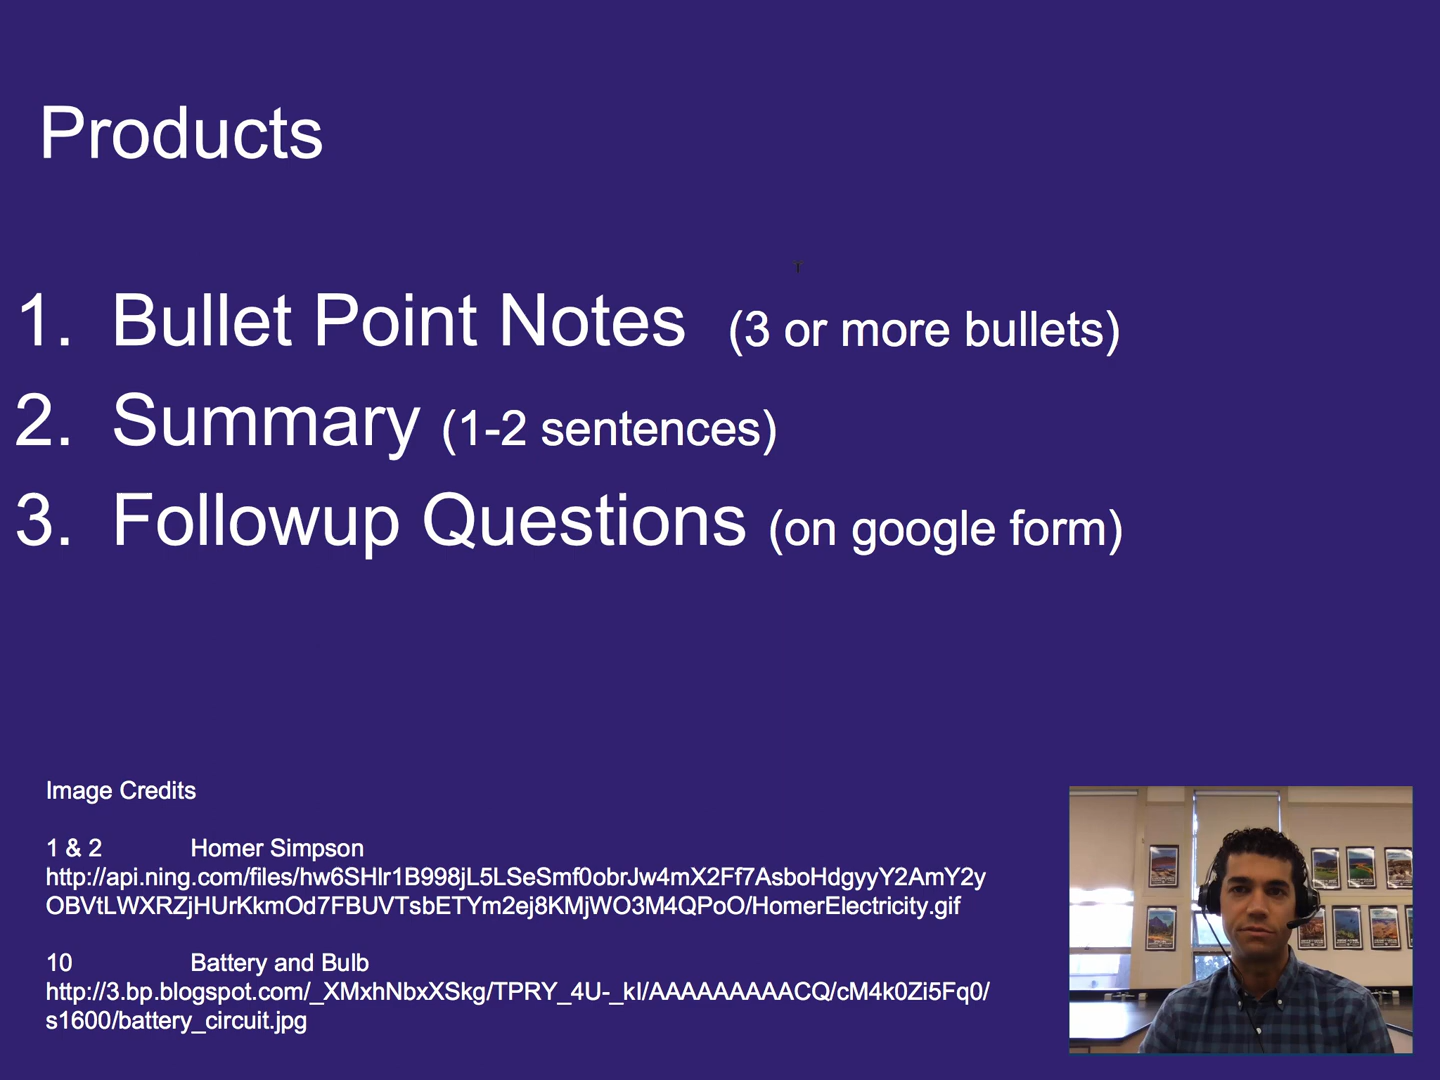 Products
1. Bullet Point Notes (3 or more bullets)
2. Summary (1-2 sentences)
3. Followup Questions (on google form)
Image Credits
1 & 2 Homer Simpson
http://api.ning.com/files/hw6SHlr1B998jL5LSeSmf0obrJw4mX2Ff7AsboHdgyyY2AmY2y
OBVtLWXRZjHUrKkmOd7FBUVTsbETYm2ej8KMjWO3M4QPoO/HomerElectricity.gif
10 Battery and Bulb
http://3.bp.blogspot.com/_XMxhNbxXSkg/TPRY_4U-_kI/AAAAAAAAACQ/cM4k0Zi5Fq0/
s1600/battery_circuit.jpg